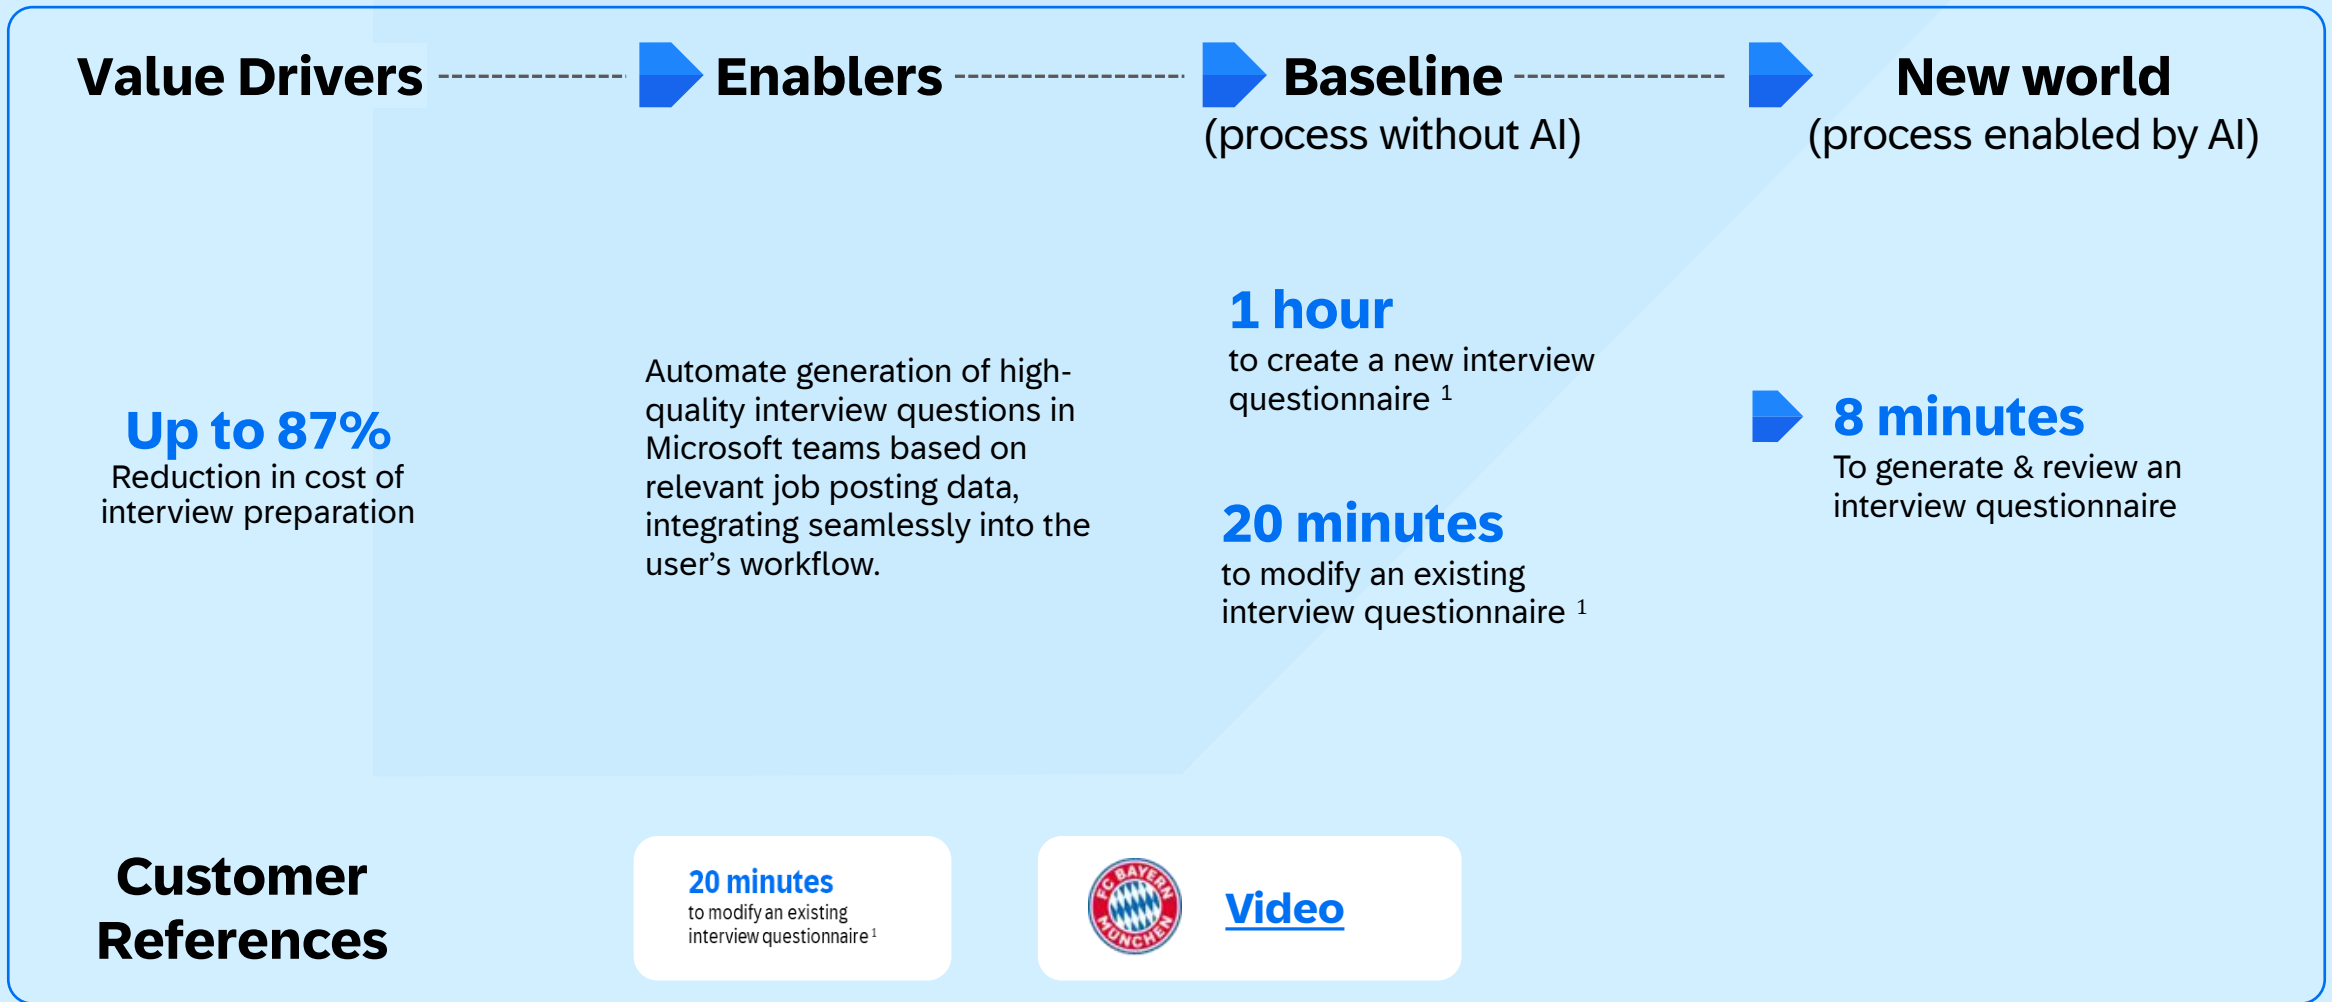 Value Drivers
Enablers
Baseline
(process without AI)
New world
(process enabled by AI)
Up to 87%
Reduction in cost of
interview preparation
Automate generation of high-
quality interview questions in
Microsoft teams based on
relevant job posting data,
integrating seamlessly into the
user’s workflow.
1 hour
to create a new interview
questionnaire ¹
20 minutes
to modify an existing
interview questionnaire ¹
8 minutes
To generate & review an
interview questionnaire
Customer
References
20 minutes
to modify an existing
interview questionnaire ¹
FC BAYERN
MÜNCHEN
Video